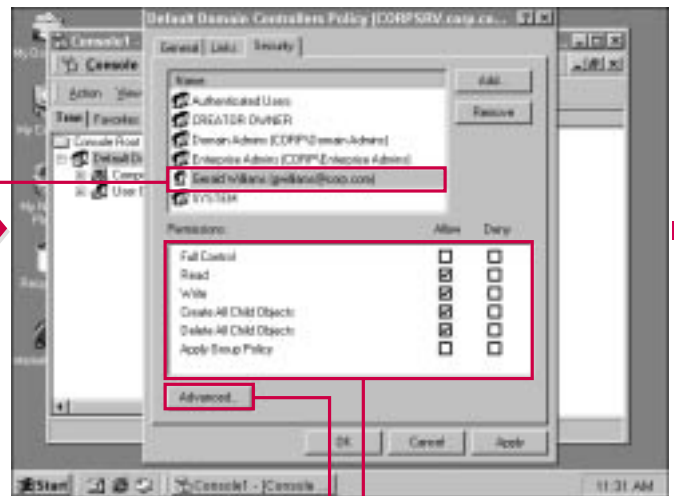 Default Domain Controllers Policy [CORPSRV.corp.co...
Console1 -
Console
Action View
Tree Favorites
Console Root
Default Do
Compu
User C
General Links Security
Name
Add...
Remove
Authenticated Users
CREATOR OWNER
Domain Admins (CORP\Domain Admins)
Enterprise Admins (CORP\Enterprise Admins)
Gerald Williams (gwilliams@corp.com)
SYSTEM
Permissions: Allow Deny
Full Control
Read
Write
Create All Child Objects
Delete All Child Objects
Apply Group Policy
Advanced...
OK Cancel Apply
Start Console1 - [Console 11:31 AM